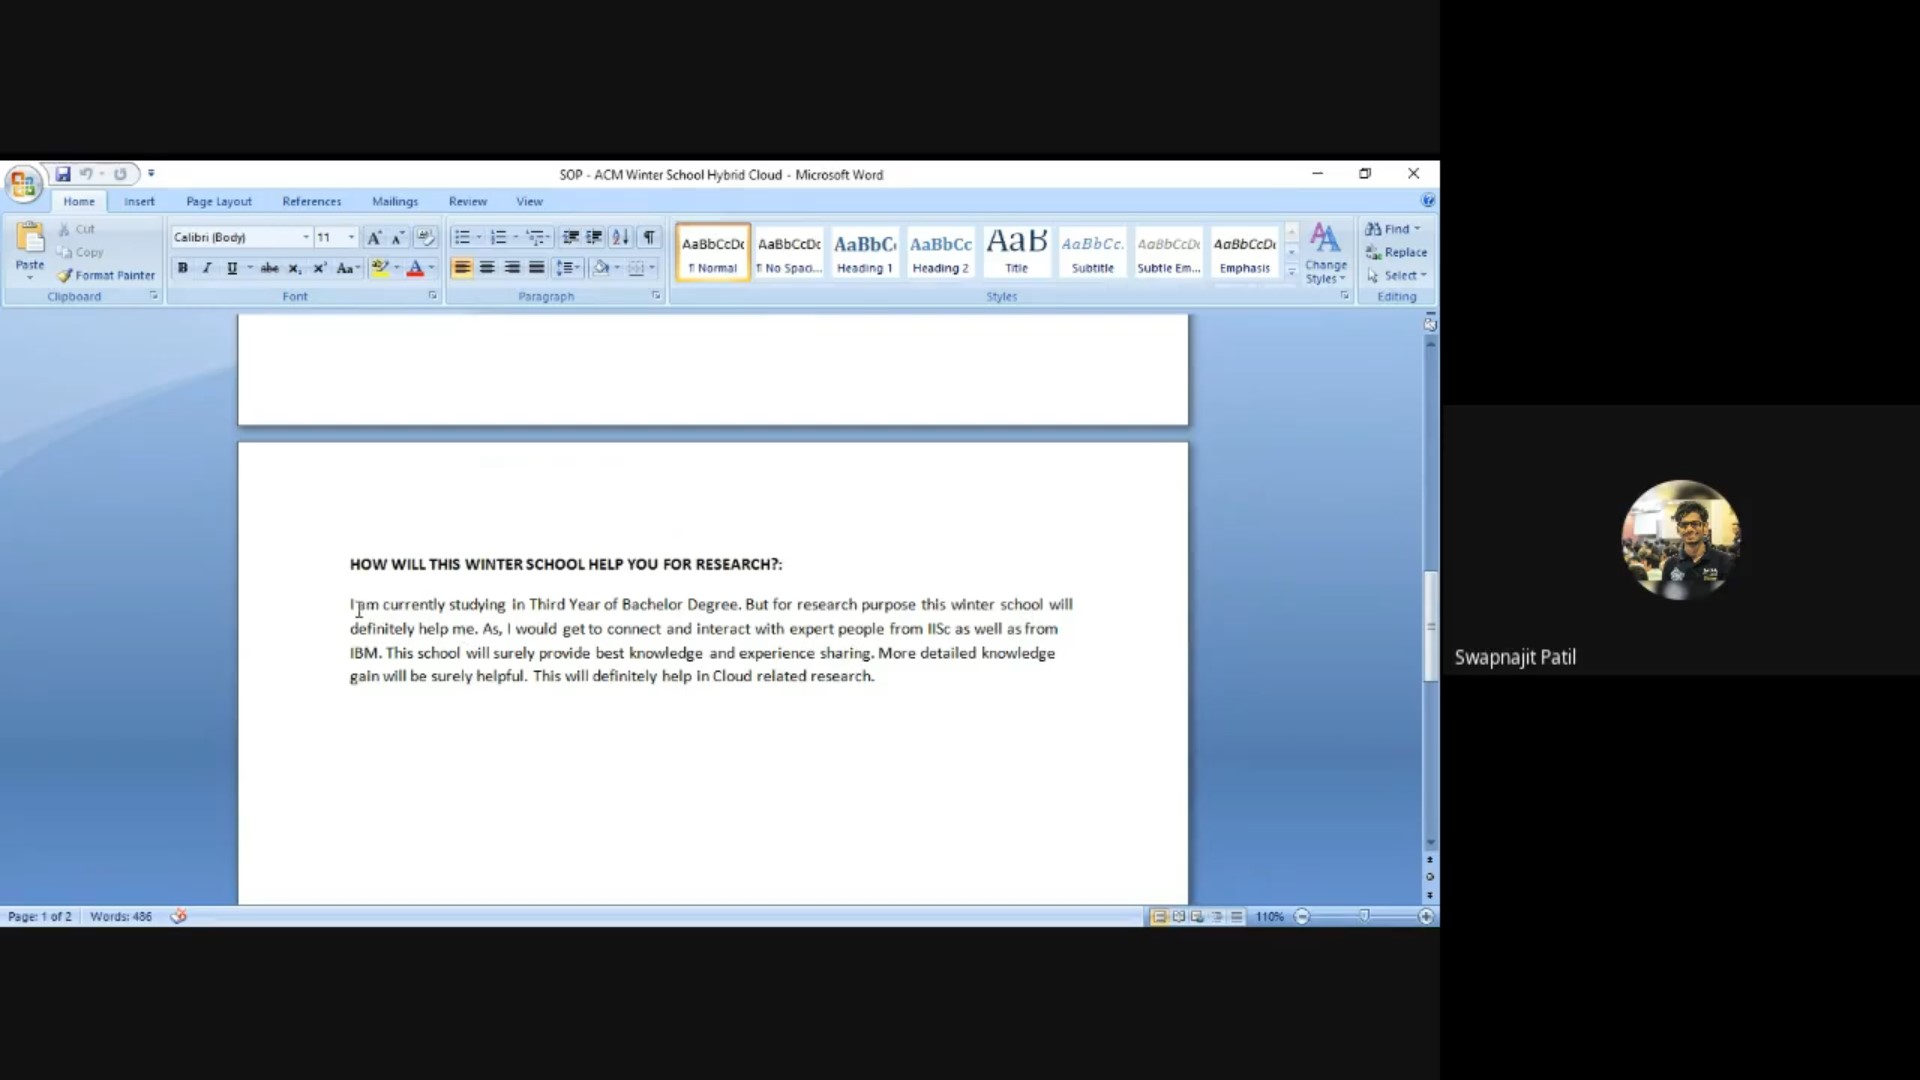 SOP - ACM Winter School Hybrid Cloud - Microsoft Word
Home Insert Page Layout References Mailings Review View
Paste
Cut
Copy
Format Painter
Clipboard
Calibri (Body) 11
Font
Paragraph
AaBbCcDc AaBbCcDc AaBbC AaBbCc AaB AaBbCc. AaBbCcDc AaBbCcDc
¶ Normal ¶ No Spaci... Heading 1 Heading 2 Title Subtitle Subtle Em... Emphasis
Change
Styles
Styles
Find
Replace
Select
Editing
HOW WILL THIS WINTER SCHOOL HELP YOU FOR RESEARCH?:
I am currently studying in Third Year of Bachelor Degree. But for research purpose this winter school will
definitely help me. As, I would get to connect and interact with expert people from IISc as well as from
IBM. This school will surely provide best knowledge and experience sharing. More detailed knowledge
gain will be surely helpful. This will definitely help in Cloud related research.
Page: 1 of 2 Words: 486
110%
Swapnajit Patil